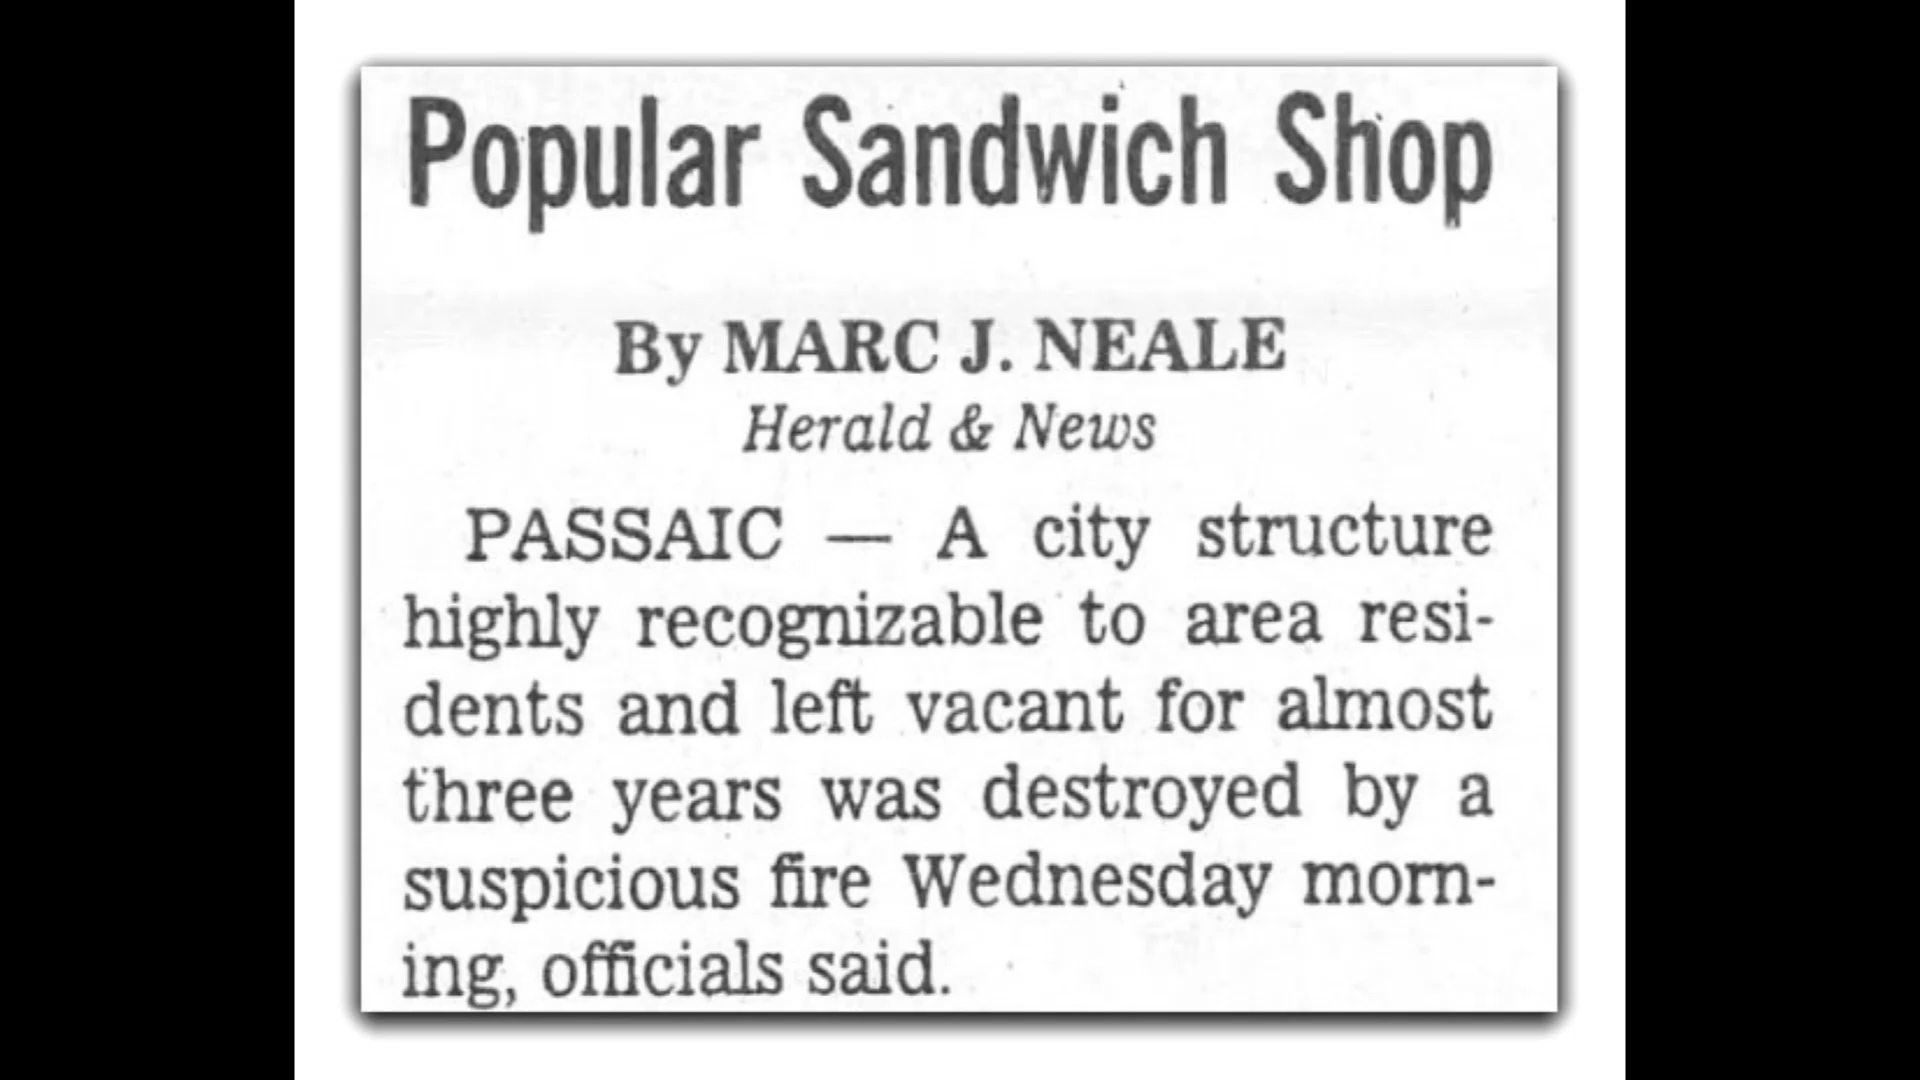 Popular Sandwich Shop
By MARC J. NEALE
Herald & News
PASSAIC — A city structure
highly recognizable to area resi-
dents and left vacant for almost
three years was destroyed by a
suspicious fire Wednesday morn-
ing, officials said.